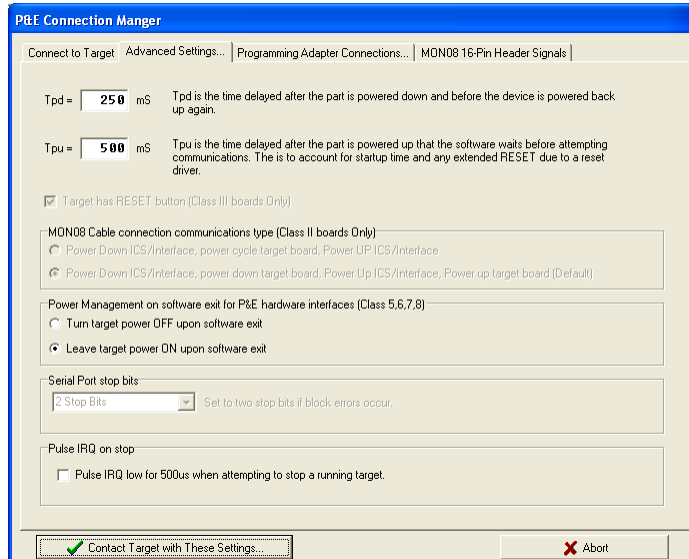 P&E Connection Manger
Connect to Target Advanced Settings... Programming Adapter Connections... MON08 16-Pin Header Signals
Tpd = 250 mS Tpd is the time delayed after the part is powered down and before the device is powered back
up again.
Tpu = 500 mS Tpu is the time delayed after the part is powered up that the software waits before attempting
communications. The is to account for startup time and any extended RESET due to a reset
driver.
Target has RESET button (Class III boards Only)
MON08 Cable connection communications type (Class II boards Only)
Power Down ICS/Interface, power cycle target board, Power UP ICS/Interface
Power Down ICS/Interface, power down target board, Power Up ICS/Interface, Power up target board (Default)
Power Management on software exit for P&E hardware interfaces (Class 5,6,7,8)
Turn target power OFF upon software exit
Leave target power ON upon software exit
Serial Port stop bits
2 Stop Bits Set to two stop bits if block errors occur.
Pulse IRQ on stop
Pulse IRQ low for 500us when attempting to stop a running target.
Contact Target with These Settings... Abort